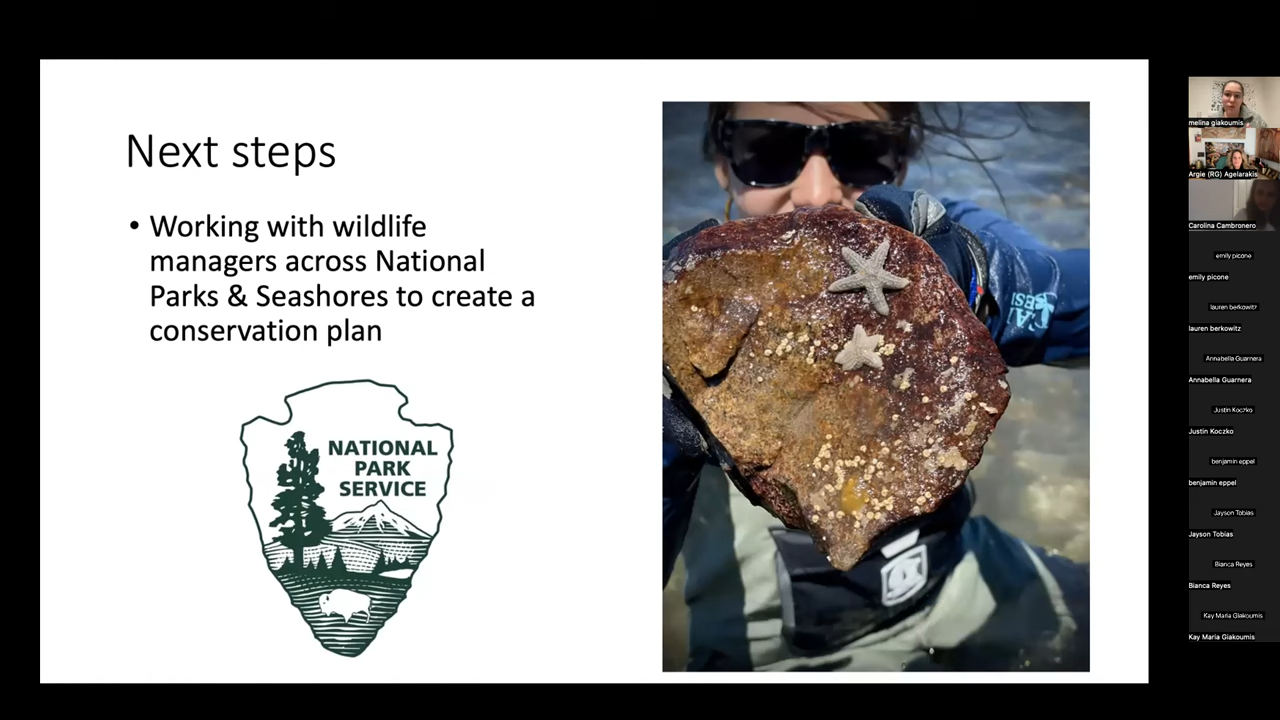 Next steps
• Working with wildlife
managers across National
Parks & Seashores to create a
conservation plan
NATIONAL
PARK
SERVICE
melina giakoumis
Argie (RG) Agelarakis
Carolina Cambronero
emily picone
emily picone
lauren berkowitz
lauren berkowitz
Annabella Guarnera
Annabella Guarnera
Justin Koczko
Justin Koczko
benjamin eppel
benjamin eppel
Jayson Tobias
Jayson Tobias
Bianca Reyes
Bianca Reyes
Kay Maria Giakoumis
Kay Maria Giakoumis